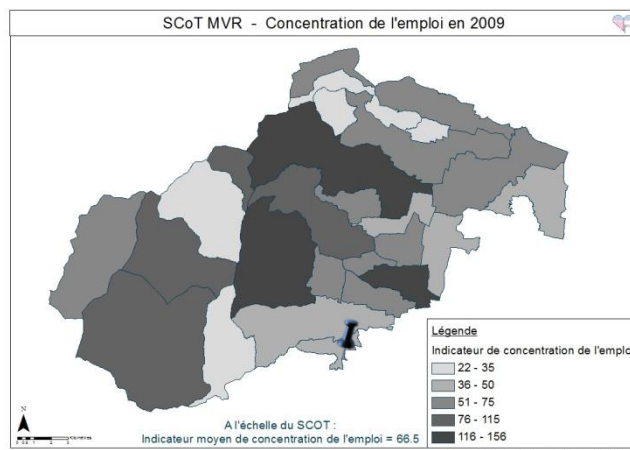 SCoT MVR - Concentration de l'emploi en 2009
Légende
Indicateur de concentration de l'emploi
22 - 35
36 - 50
51 - 75
76 - 115
116 - 156
N
A l'échelle du SCOT :
Indicateur moyen de concentration de l'emploi = 66.5